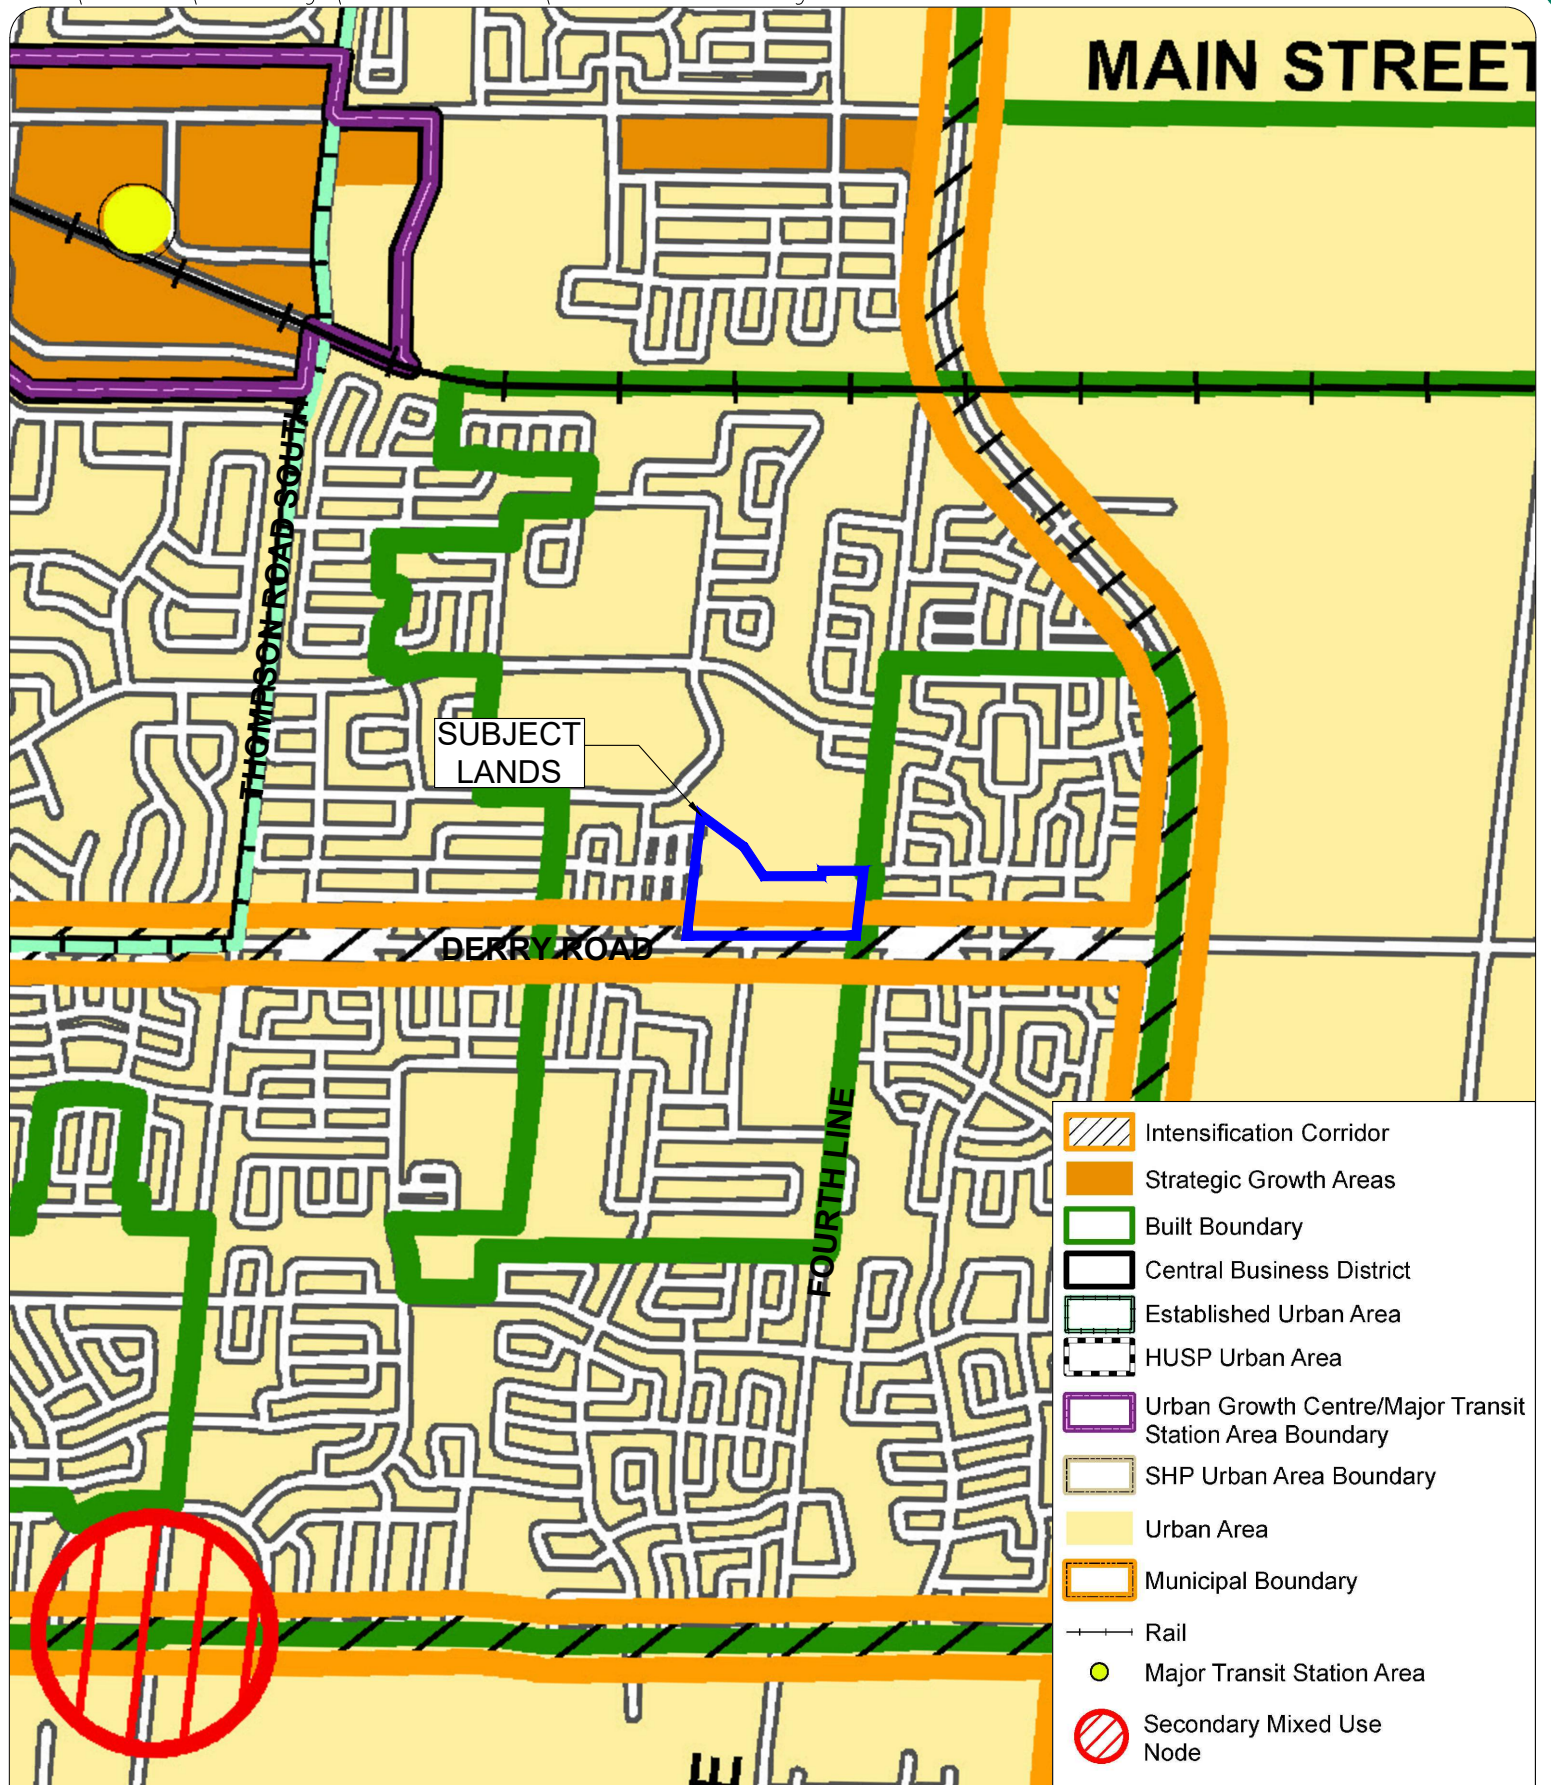 MAIN STREET
THOMPSON ROAD SOUTH
SUBJECT
LANDS
DERRY ROAD
FOURTH LINE
Intensification Corridor
Strategic Growth Areas
Built Boundary
Central Business District
Established Urban Area
HUSP Urban Area
Urban Growth Centre/Major Transit
Station Area Boundary
SHP Urban Area Boundary
Urban Area
Municipal Boundary
Rail
Major Transit Station Area
Secondary Mixed Use
Node